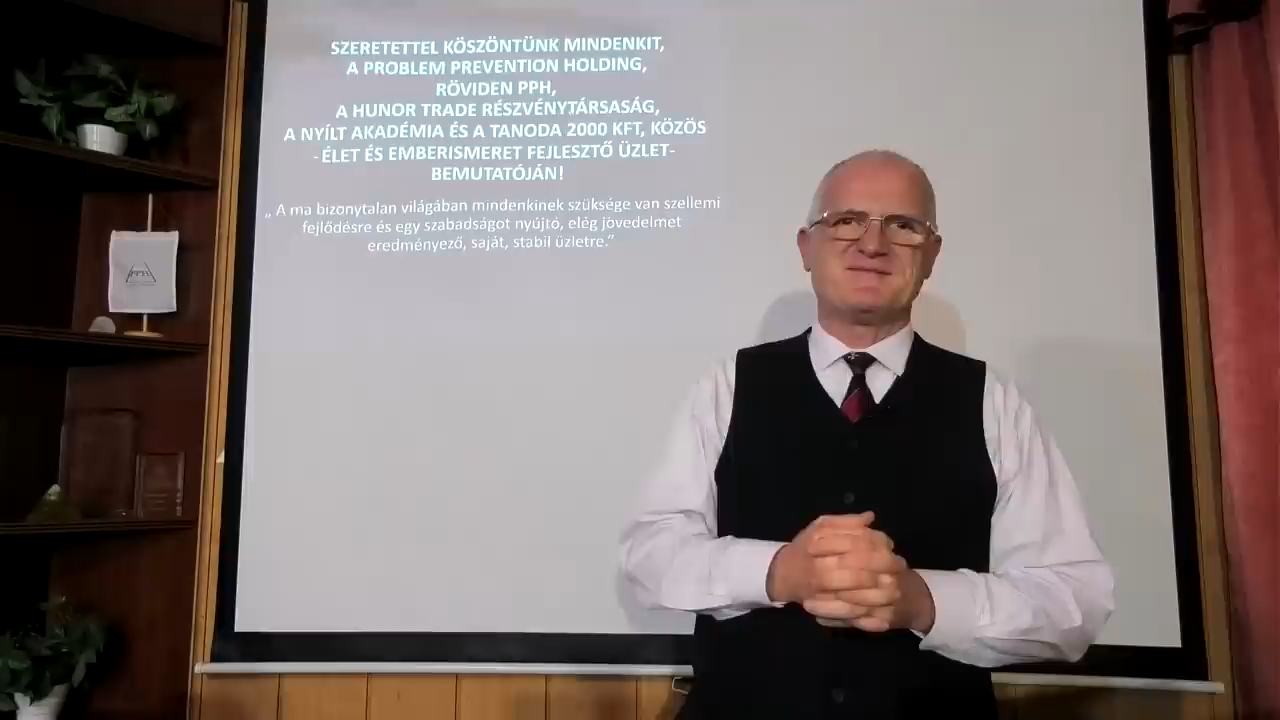 SZERETETTEL KÖSZÖNTÜNK MINDENKIT,
A PROBLEM PREVENTION HOLDING,
RÖVIDEN PPH,
A HUNOR TRADE RÉSZVÉNYTÁRSASÁG,
A NYÍLT AKADÉMIA ÉS A TANODA 2000 KFT, KÖZÖS
-ÉLET ÉS EMBERISMERET FEJLESZTŐ ÜZLET-
BEMUTATÓJÁN!
„ A ma bizonytalan világában mindenkinek szüksége van szellemi
fejlődésre és egy szabadságot nyújtó, elég jövedelmet
eredményező, saját, stabil üzletre.”